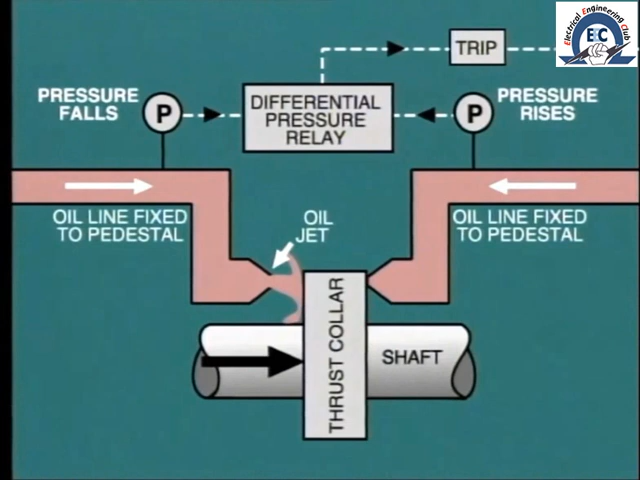 Electrical Engineering Club
EEC
TRIP
PRESSURE
FALLS
P
DIFFERENTIAL
PRESSURE
RELAY
P
PRESSURE
RISES
OIL LINE FIXED
TO PEDESTAL
OIL
JET
OIL LINE FIXED
TO PEDESTAL
THRUST COLLAR
SHAFT